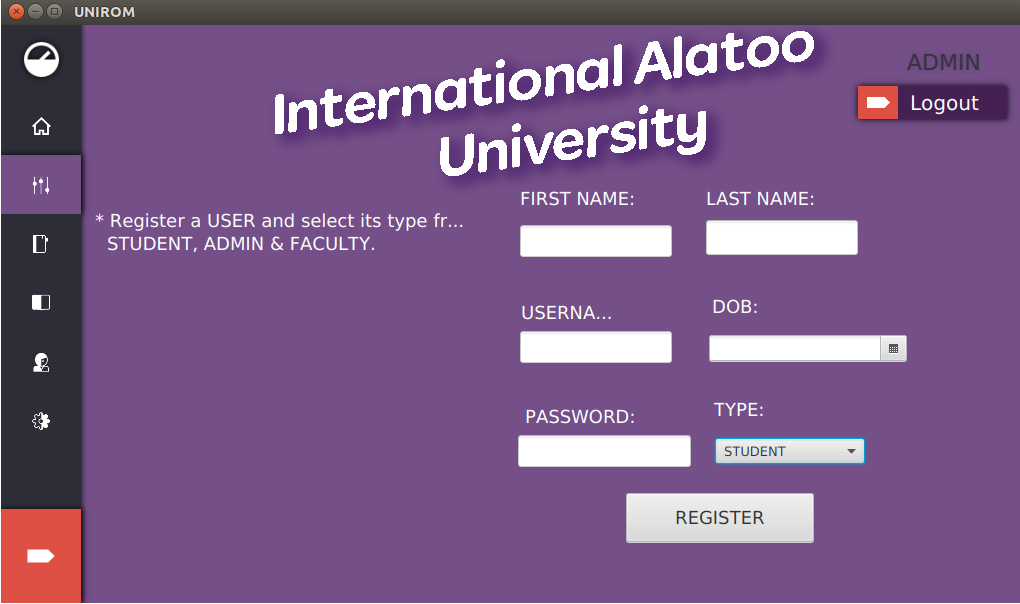 UNIROM
International Alatoo
University
ADMIN
Logout
* Register a USER and select its type fr...
STUDENT, ADMIN & FACULTY.
FIRST NAME:
LAST NAME:
USERNA...
DOB:
PASSWORD:
TYPE:
STUDENT
REGISTER